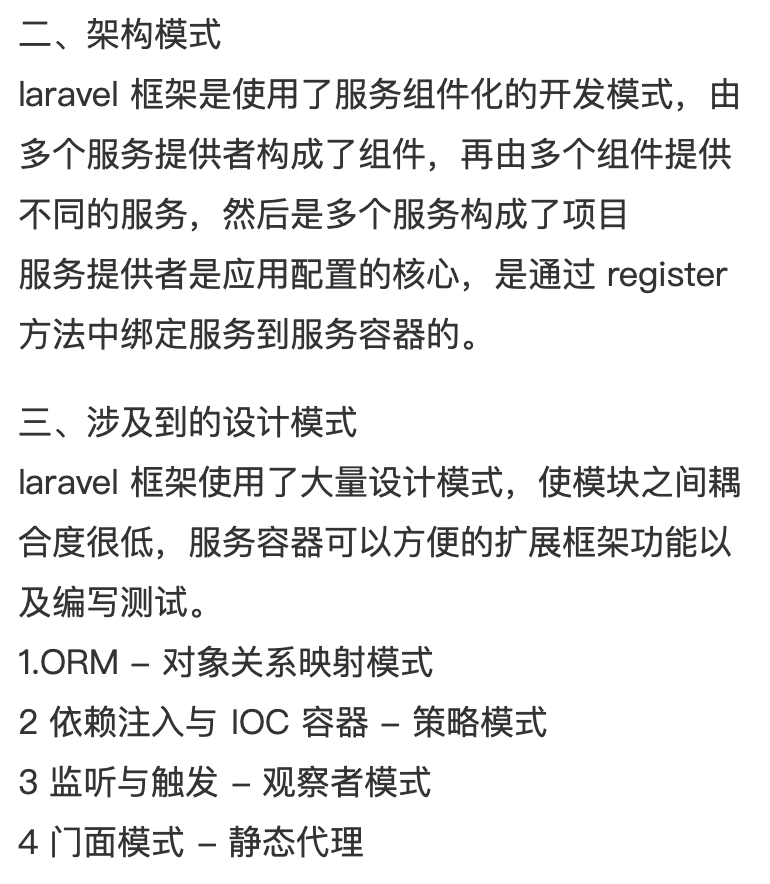 二、架构模式
laravel 框架是使用了服务组件化的开发模式，由
多个服务提供者构成了组件，再由多个组件提供
不同的服务，然后是多个服务构成了项目
服务提供者是应用配置的核心，是通过 register
方法中绑定服务到服务容器的。
三、涉及到的设计模式
laravel 框架使用了大量设计模式，使模块之间耦
合度很低，服务容器可以方便的扩展框架功能以
及编写测试。
1.ORM – 对象关系映射模式
2 依赖注入与 IOC 容器 – 策略模式
3 监听与触发 – 观察者模式
4 门面模式 – 静态代理